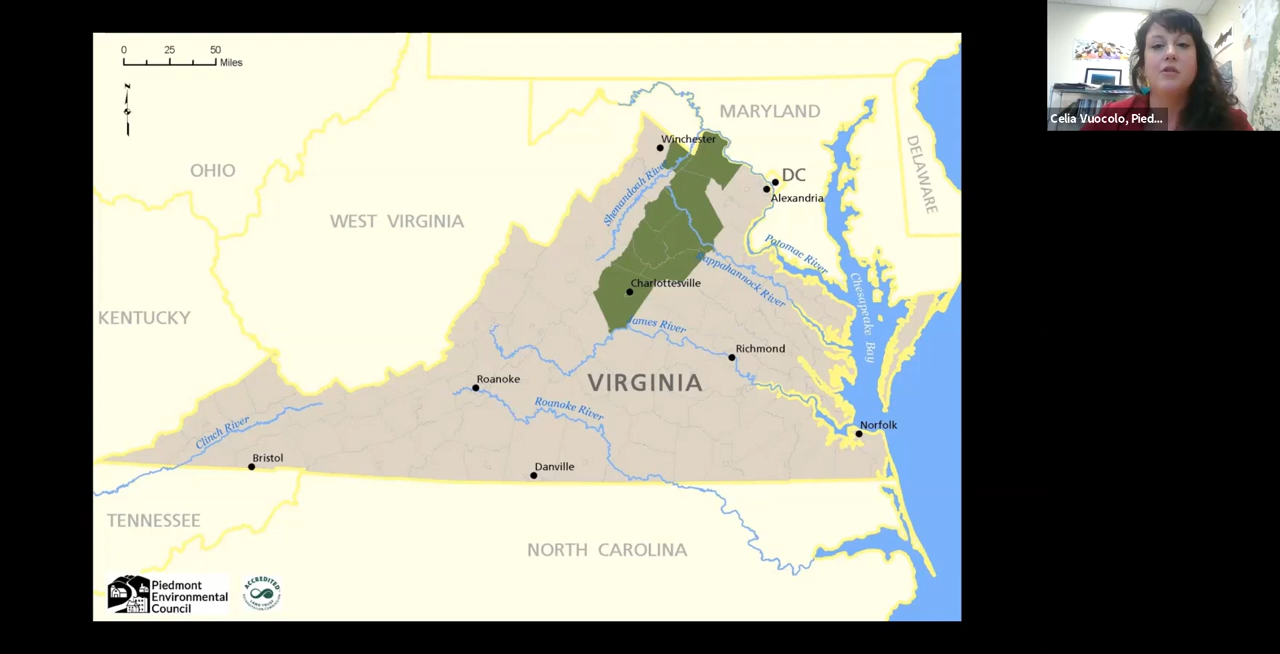 0 25 50
Miles
N
OHIO
WEST VIRGINIA
MARYLAND
DELAWARE
Winchester
DC
Alexandria
Shenandoah River
Potomac River
Rappahannock River
Chesapeake Bay
KENTUCKY
Charlottesville
James River
Richmond
VIRGINIA
Roanoke
Roanoke River
Clinch River
Norfolk
Bristol
Danville
TENNESSEE
NORTH CAROLINA
Piedmont
Environmental
Council
ACCREDITED
Celia Vuocolo, Pied...